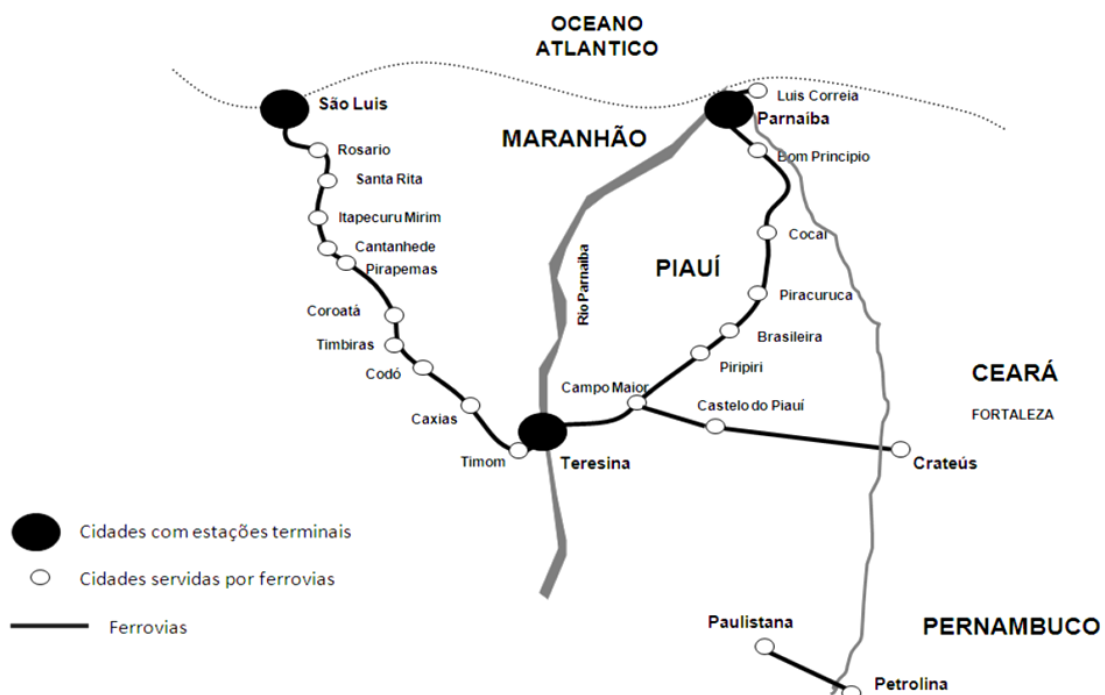 OCEANO
ATLANTICO
Luis Correia
São Luis
Parnaíba
MARANHÃO
Rosario
Bom Principio
Santa Rita
Itapecuru Mirim
Cocal
Cantanhede
Pirapemas
PIAUÍ
Rio Parnaiba
Piracuruca
Coroatá
Brasileira
Timbiras
Piripiri
Codó
CEARÁ
Campo Maior
Castelo do Piauí
FORTALEZA
Caxias
Timom
Teresina
Crateús
Cidades com estações terminais
Cidades servidas por ferrovias
Ferrovias
Paulistana
PERNAMBUCO
Petrolina